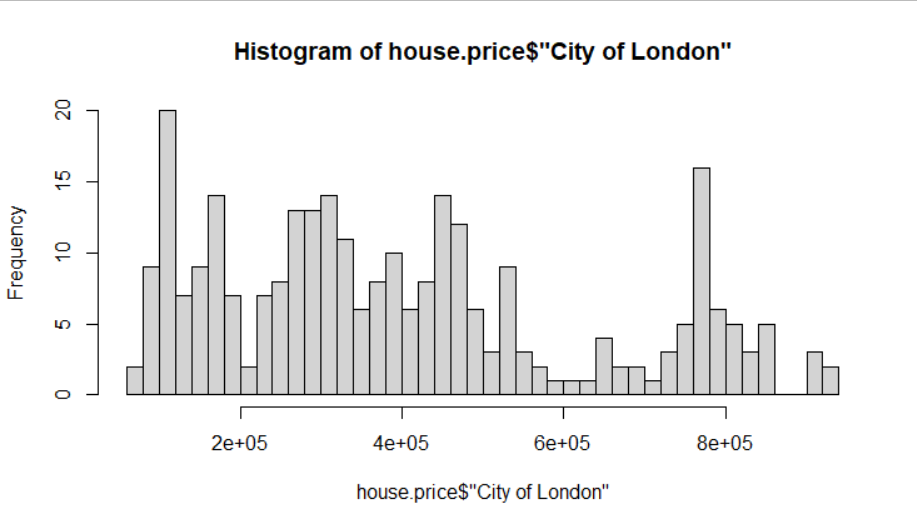 Histogram of house.price$"City of London"
Frequency
20
15
10
5
0
2e+05 4e+05 6e+05 8e+05
house.price$"City of London"